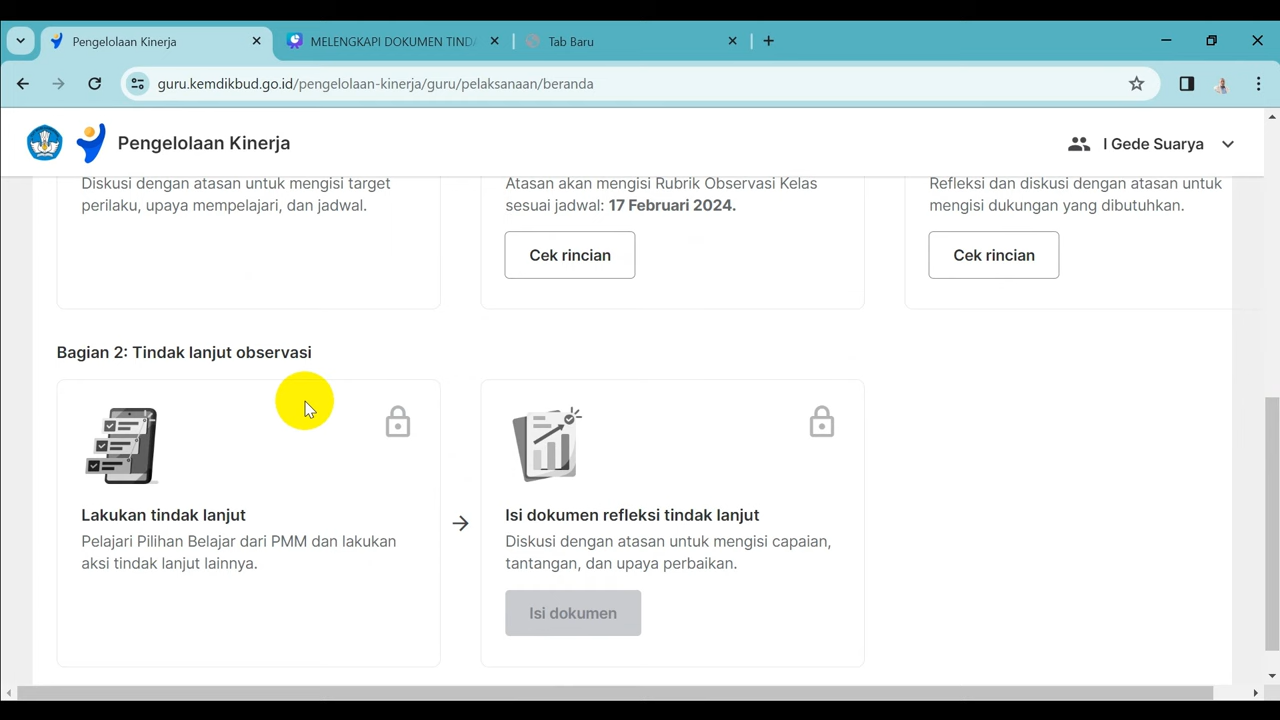 Pengelolaan Kinerja
MELENGKAPI DOKUMEN TIND
Tab Baru
guru.kemdikbud.go.id/pengelolaan-kinerja/guru/pelaksanaan/beranda
Pengelolaan Kinerja
I Gede Suarya
Diskusi dengan atasan untuk mengisi target
perilaku, upaya mempelajari, dan jadwal.
Atasan akan mengisi Rubrik Observasi Kelas
sesuai jadwal: 17 Februari 2024.
Cek rincian
Refleksi dan diskusi dengan atasan untuk
mengisi dukungan yang dibutuhkan.
Cek rincian
Bagian 2: Tindak lanjut observasi
Lakukan tindak lanjut
Pelajari Pilihan Belajar dari PMM dan lakukan
aksi tindak lanjut lainnya.
Isi dokumen refleksi tindak lanjut
Diskusi dengan atasan untuk mengisi capaian,
tantangan, dan upaya perbaikan.
Isi dokumen